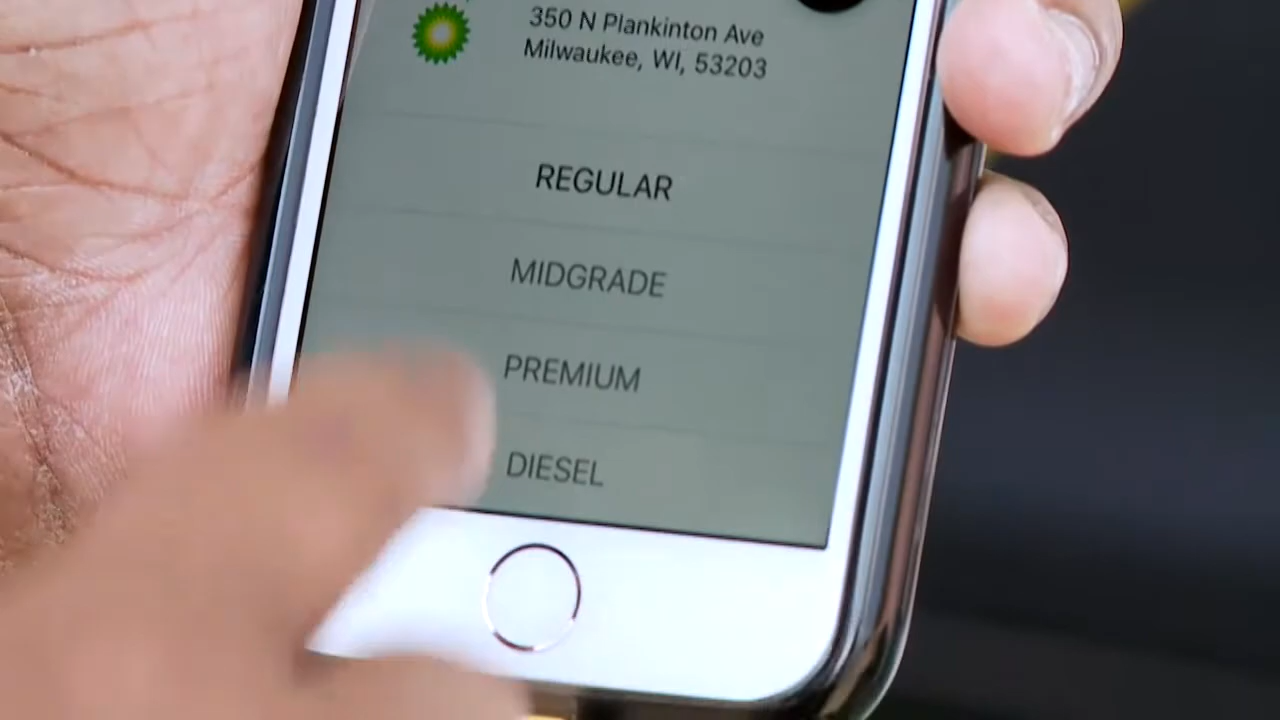 350 N Plankinton Ave
Milwaukee, WI, 53203
REGULAR
MIDGRADE
PREMIUM
DIESEL